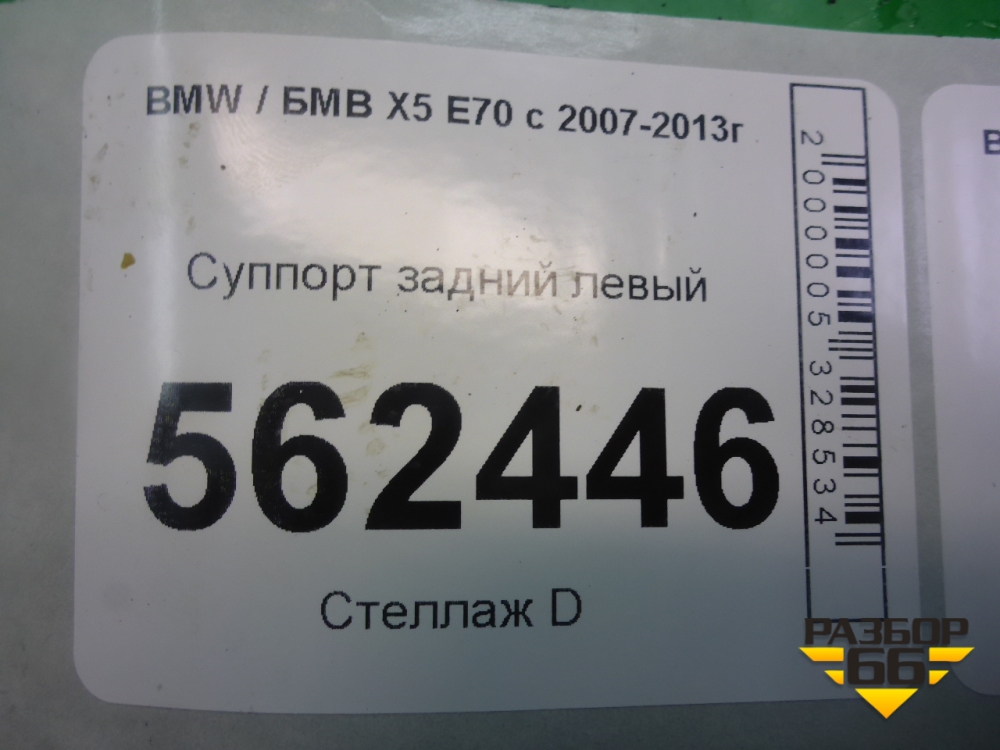 BMW / БМВ X5 E70 с 2007-2013г
Суппорт задний левый
562446
Стеллаж D
2000005328534
РАЗБОР
66